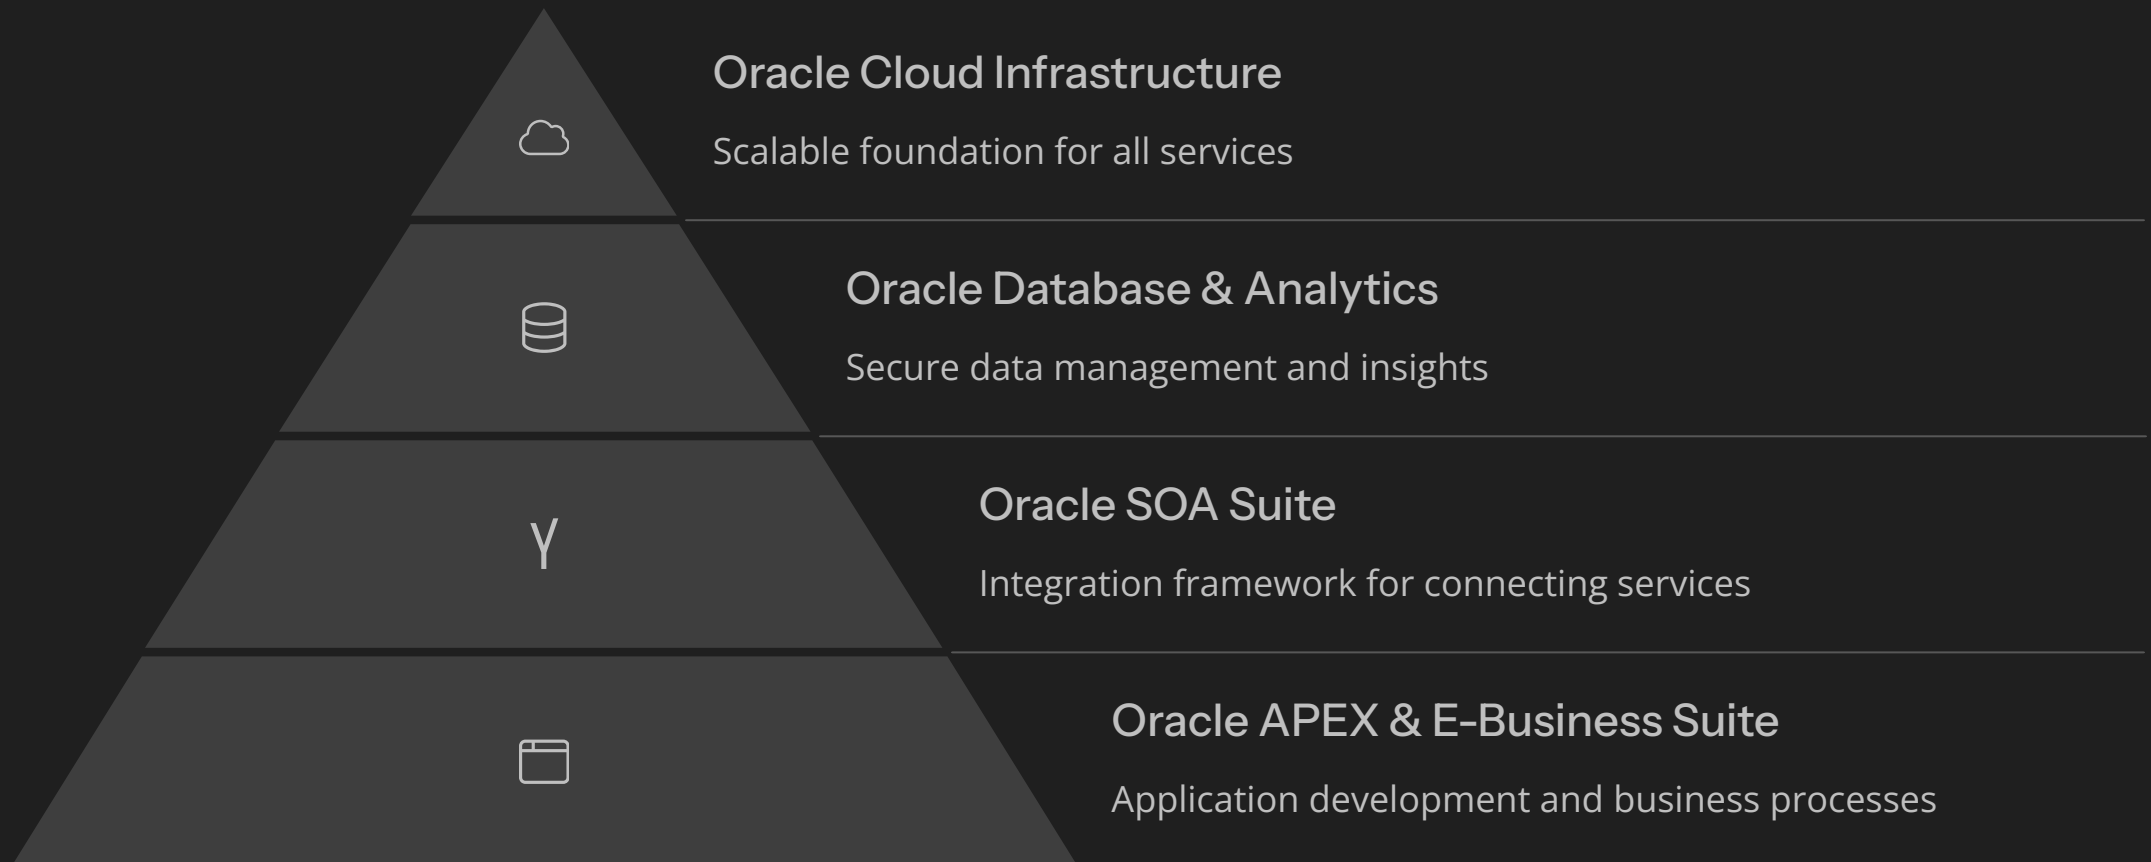 Oracle Cloud Infrastructure
Scalable foundation for all services
Oracle Database & Analytics
Secure data management and insights
Oracle SOA Suite
Integration framework for connecting services
Oracle APEX & E-Business Suite
Application development and business processes